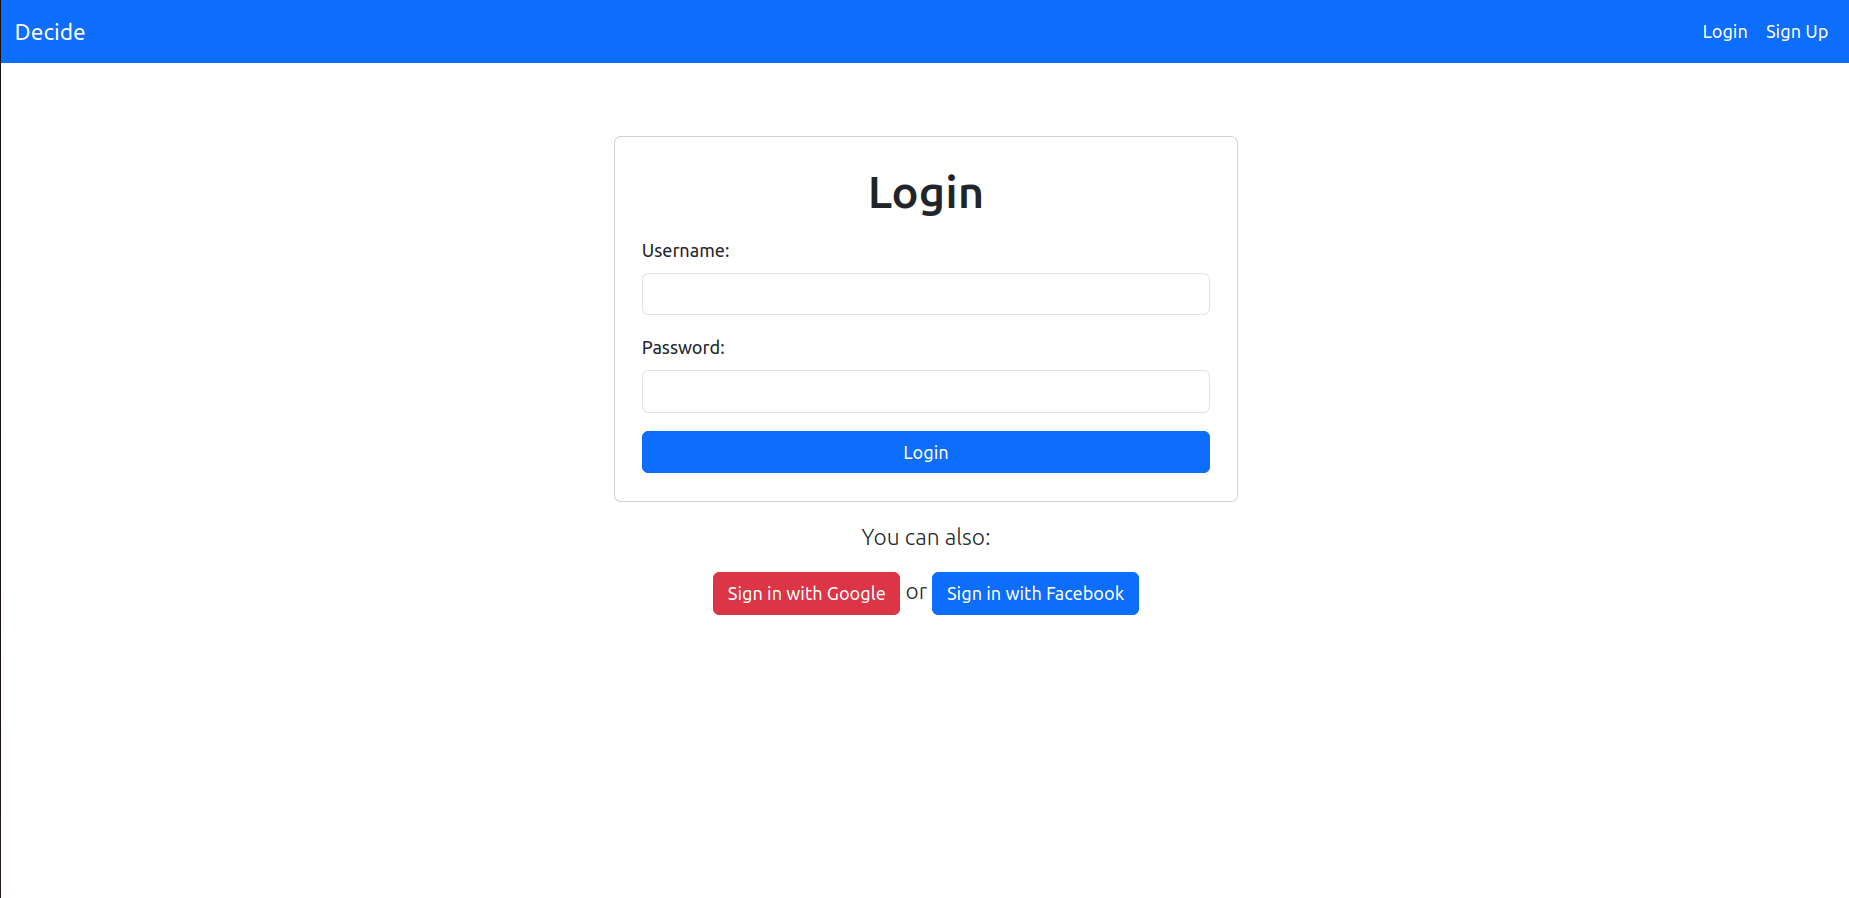 Decide Login Sign Up
Login
Username:
Password:
Login
You can also:
Sign in with Google or Sign in with Facebook